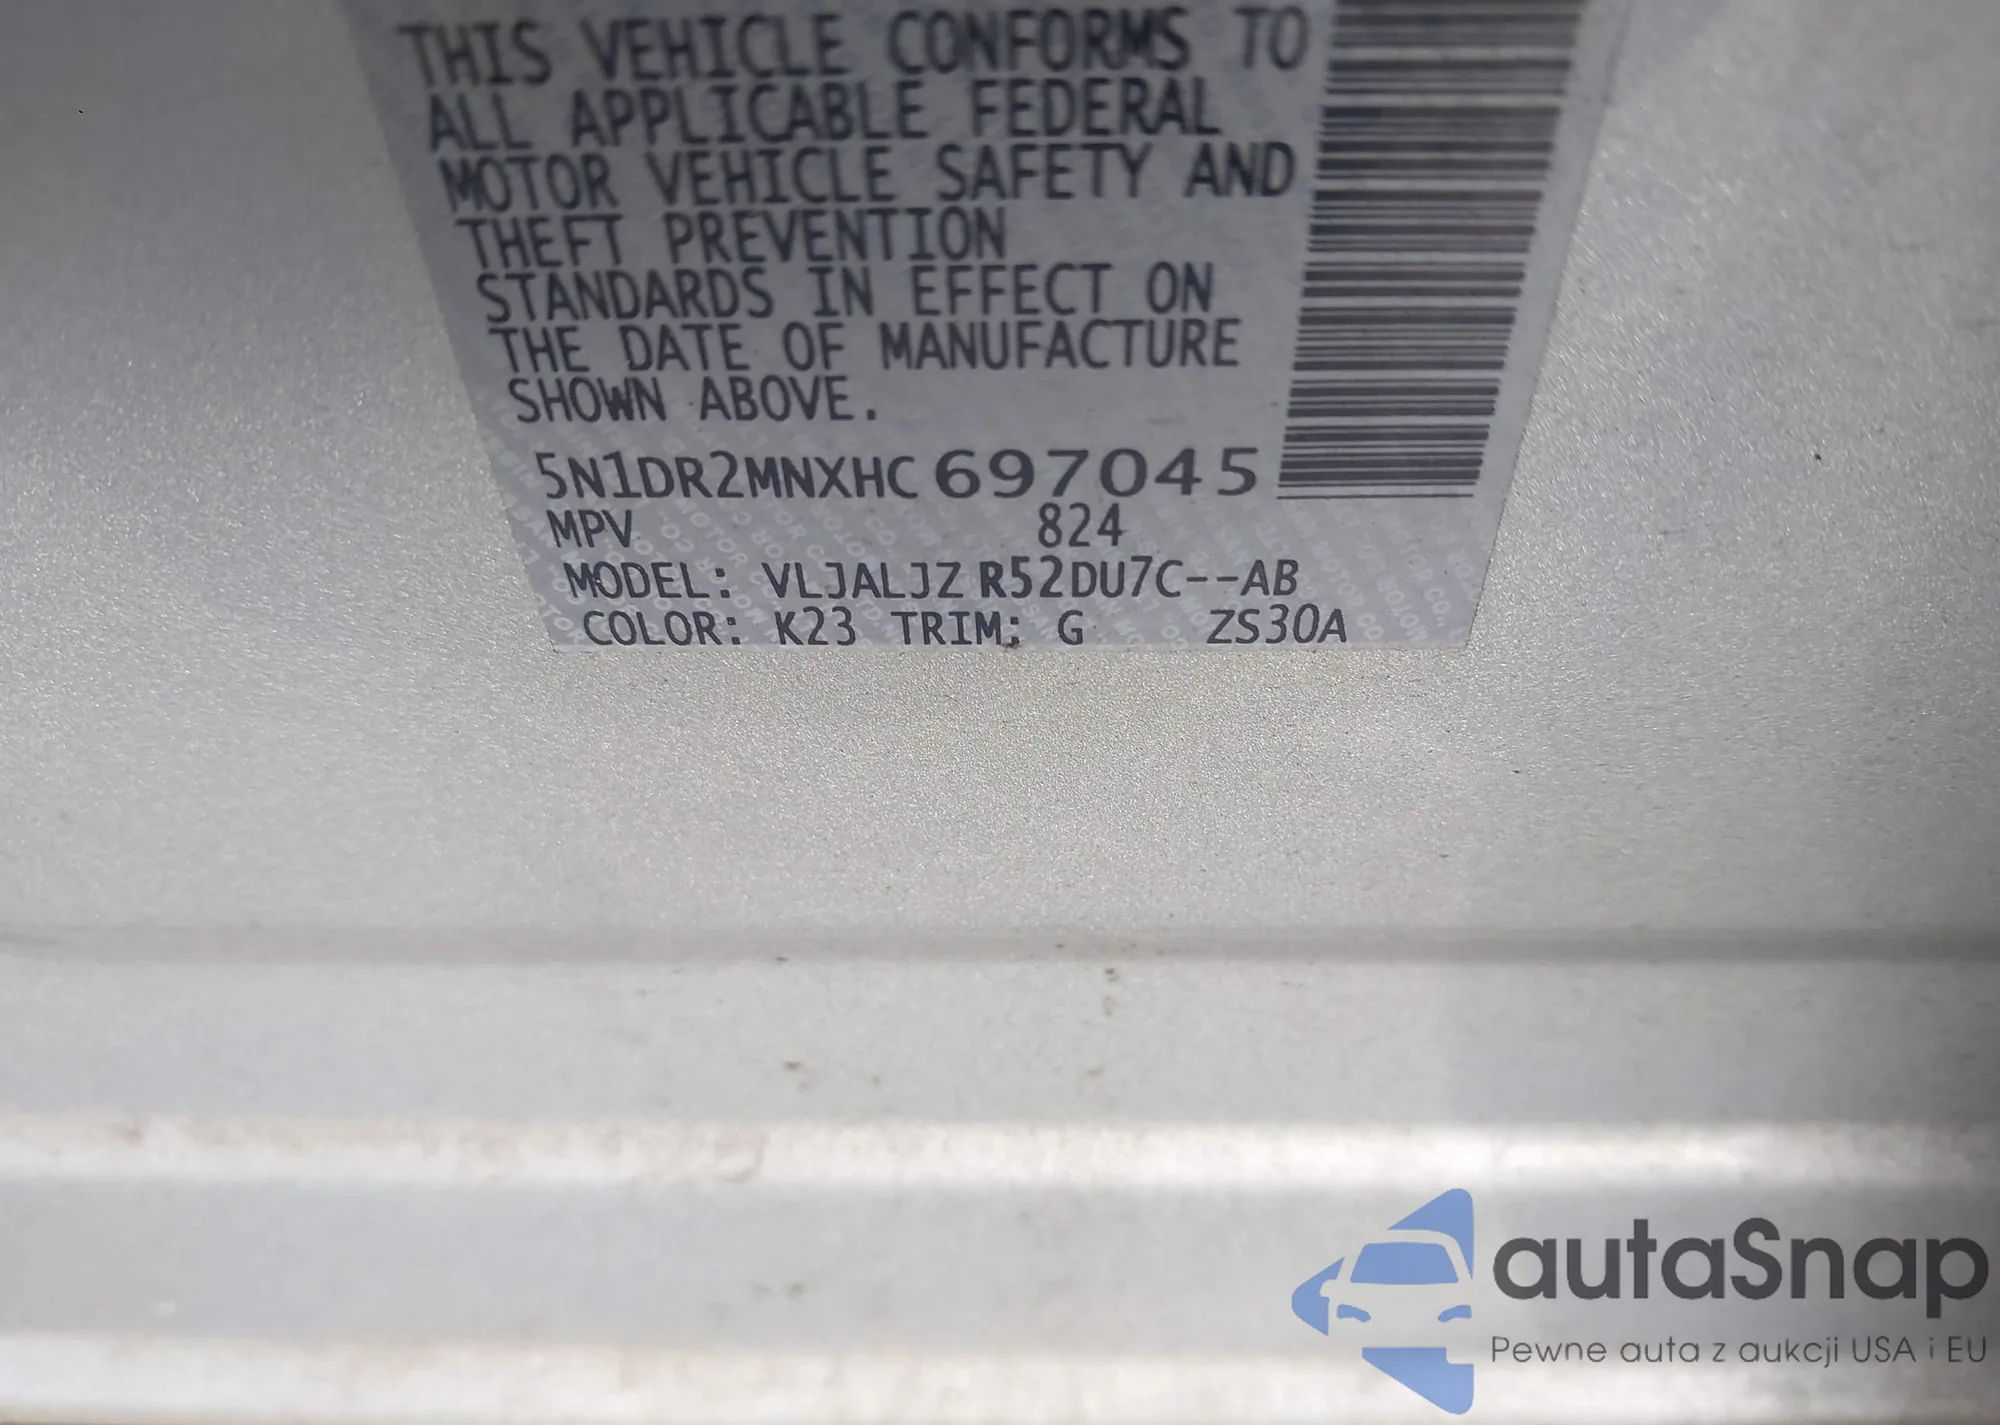 THIS VEHICLE CONFORMS TO
ALL APPLICABLE FEDERAL
MOTOR VEHICLE SAFETY AND
THEFT PREVENTION
STANDARDS IN EFFECT ON
THE DATE OF MANUFACTURE
SHOWN ABOVE.
5N1DR2MNXHC697045
MPV 824
MODEL: VLJALJZ R52DU7C--AB
COLOR: K23 TRIM: G ZS30A
autaSnap
Pewne auta z aukcji USA i EU